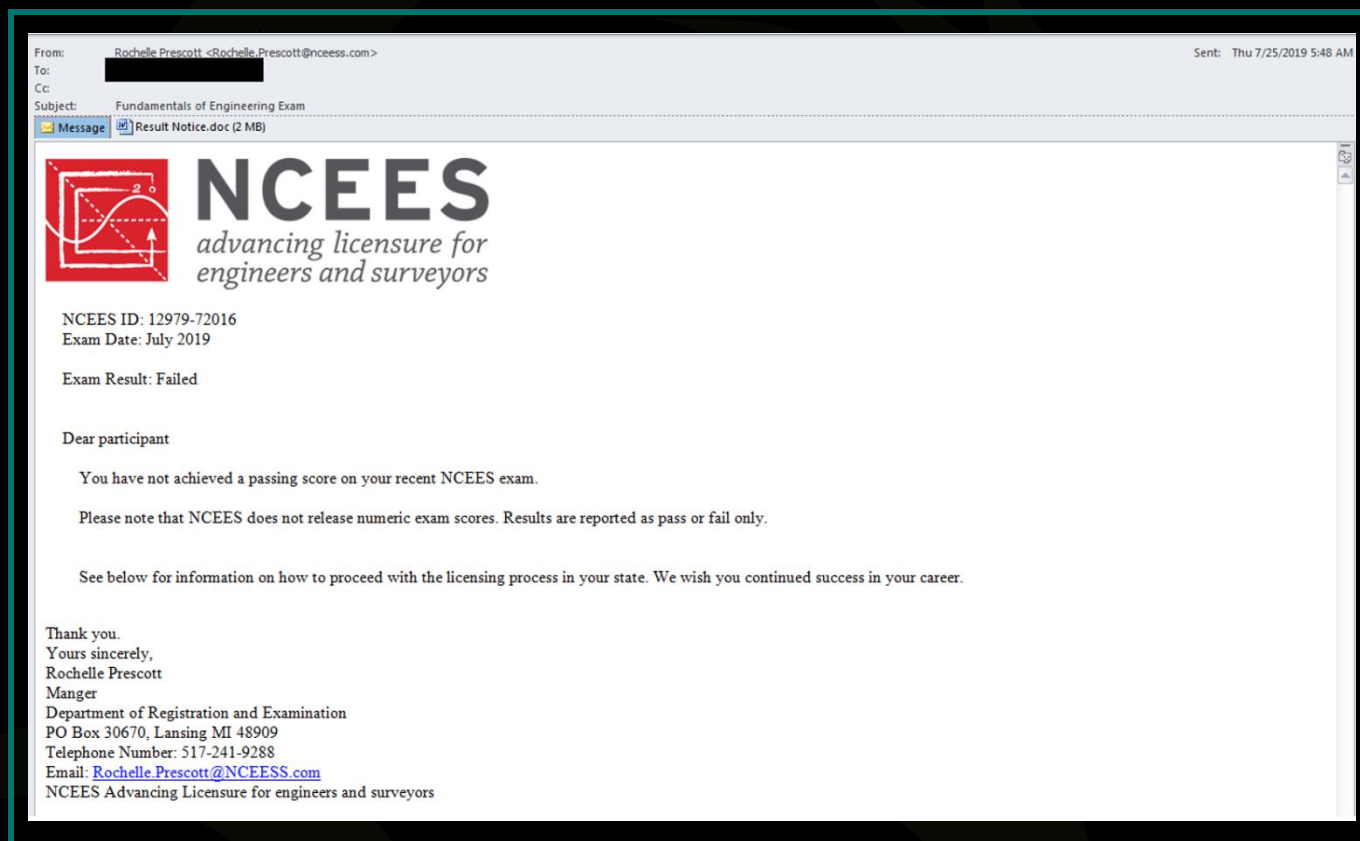 From: Rochelle Prescott <Rochelle.Prescott@nceess.com> Sent: Thu 7/25/2019 5:48 AM
To:
Cc:
Subject: Fundamentals of Engineering Exam
Message Result Notice.doc (2 MB)
2
NCEES
advancing licensure for
engineers and surveyors
NCEES ID: 12979-72016
Exam Date: July 2019
Exam Result: Failed
Dear participant
You have not achieved a passing score on your recent NCEES exam.
Please note that NCEES does not release numeric exam scores. Results are reported as pass or fail only.
See below for information on how to proceed with the licensing process in your state. We wish you continued success in your career.
Thank you.
Yours sincerely,
Rochelle Prescott
Manger
Department of Registration and Examination
PO Box 30670, Lansing MI 48909
Telephone Number: 517-241-9288
Email: Rochelle.Prescott@NCEESS.com
NCEES Advancing Licensure for engineers and surveyors